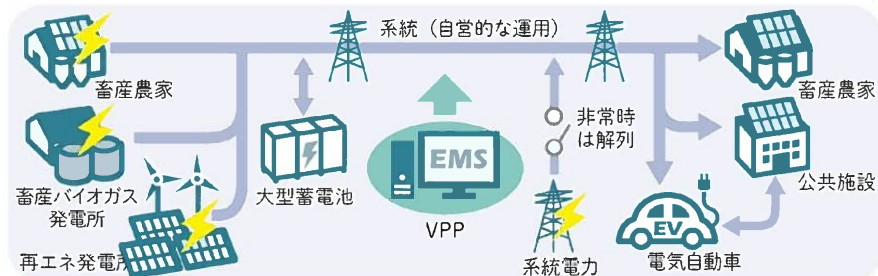 系統（自営的な運用）
畜産農家
畜産農家
非常時
は解列
EMS
畜産バイオガス
発電所
大型蓄電池
公共施設
VPP
EV
再エネ発電所
系統電力
電気自動車